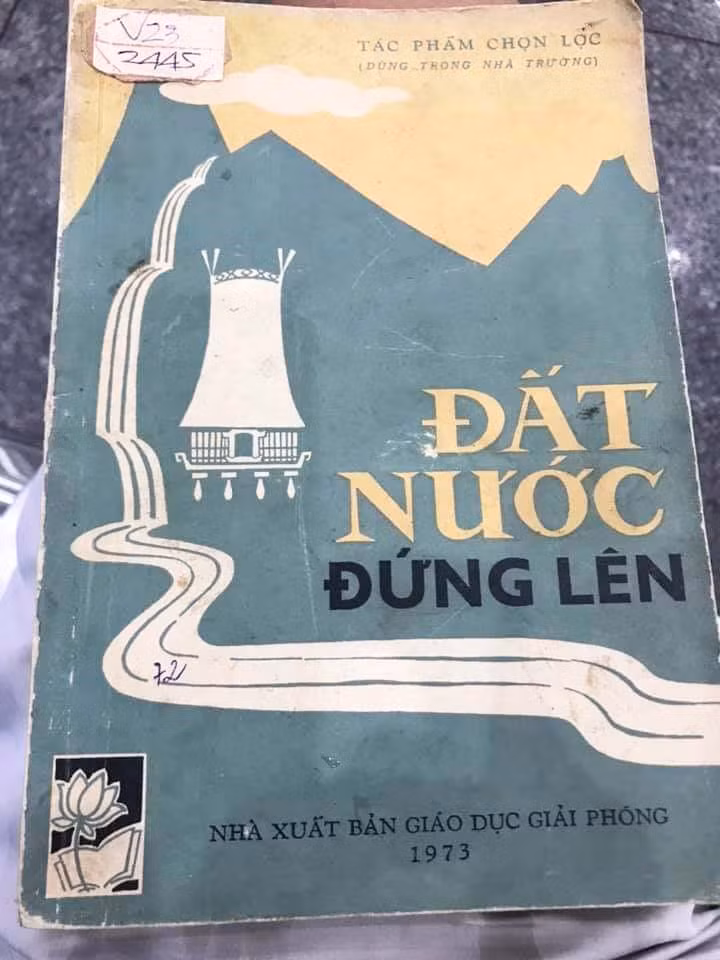 V23
2445
TÁC PHẨM CHỌN LỌC
(DÙNG TRONG NHÀ TRƯỜNG)
ĐẤT
NƯỚC
ĐỨNG LÊN
72
NHÀ XUẤT BẢN GIÁO DỤC GIẢI PHÓNG
1973